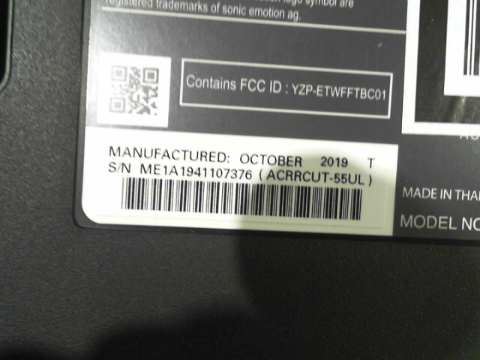 registered trademarks of sonic emotion ag.
Contains FCC ID : YZP-ETWFFTBC01
MANUFACTURED: OCTOBER 2019 T
S/N ME1A1941107376 ( ACRRCUT-55UL )
MADE IN THA
MODEL NO